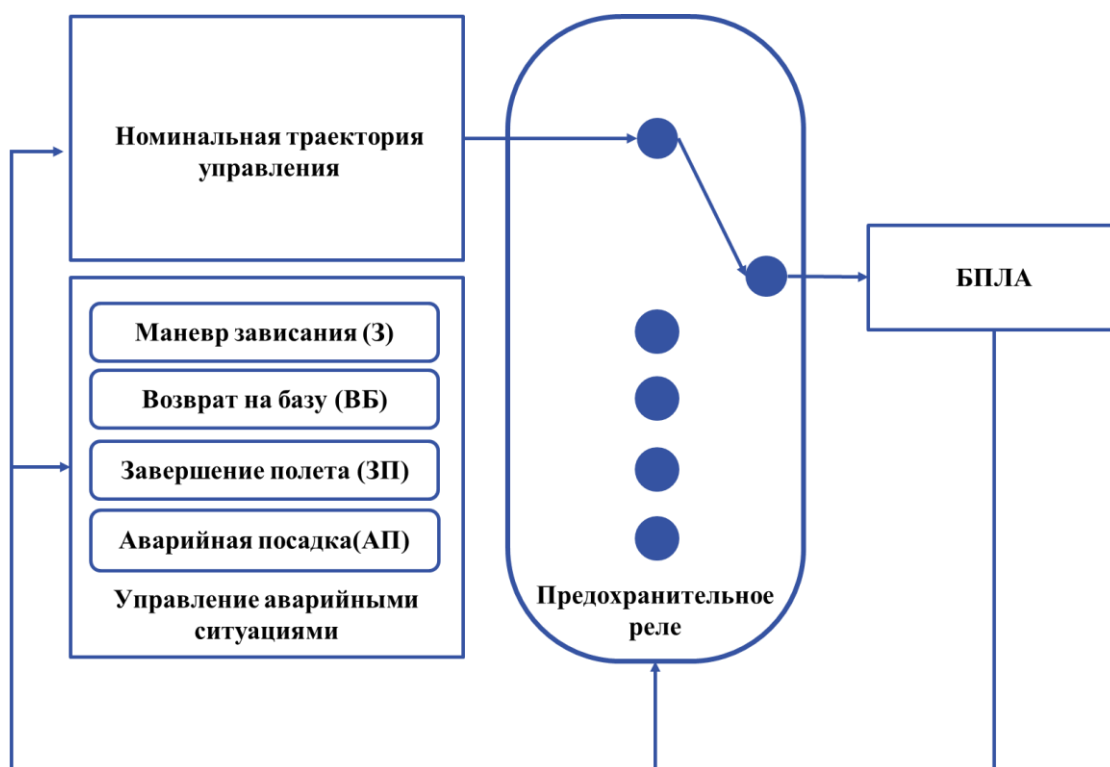 Номинальная траектория
управления
Маневр зависания (З)
Возврат на базу (ВБ)
Завершение полета (ЗП)
Аварийная посадка(АП)
Управление аварийными
ситуациями
Предохранительное
реле
БПЛА